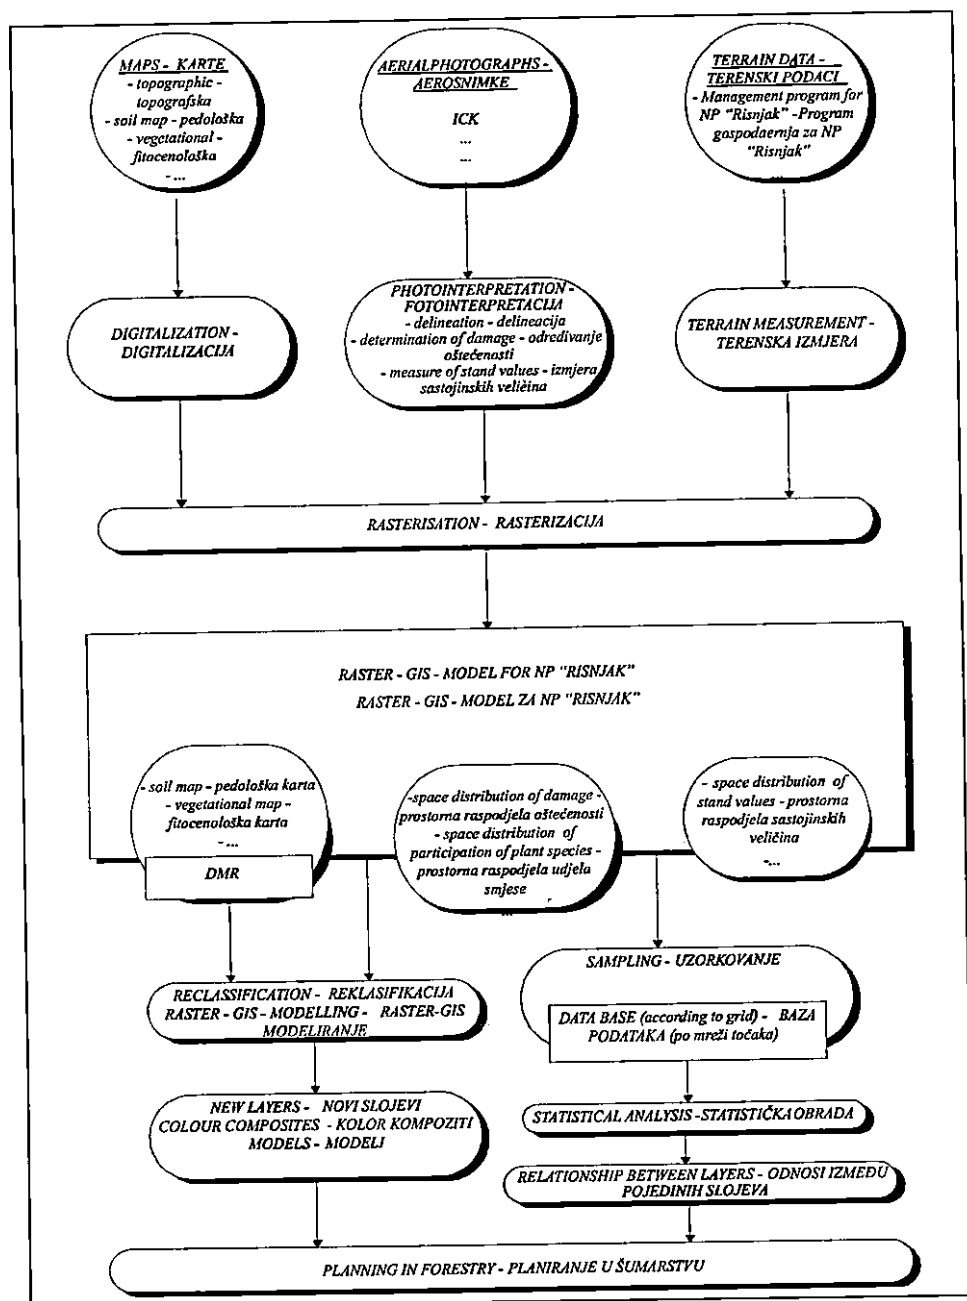 MAPS - KARTE
- topographic -
topografska
- soil map - pedološka
- vegetational -
fitocenološka
- ...
AERIALPHOTOGRAPHS -
AEROSNIMKE
ICK
...
...
TERRAIN DATA -
TERENSKI PODACI
- Management program for
NP "Risnjak" -Program
gospodaernja za NP
"Risnjak"
...
DIGITALIZATION -
DIGITALIZACIJA
PHOTOINTERPRETATION -
FOTOINTERPRETACIJA
- delineation - delineacija
- determination of damage - određivanje
oštećenosti
- measure of stand values - izmjera
sastojinskih veličina
TERRAIN MEASUREMENT -
TERENSKA IZMJERA
RASTERISATION - RASTERIZACIJA
RASTER - GIS - MODEL FOR NP "RISNJAK"
RASTER - GIS - MODEL ZA NP "RISNJAK"
- soil map - pedološka karta
- vegetational map -
fitocenološka karta
- ...
DMR
-space distribution of damage -
prostorna raspodjela oštećenosti
- space distribution of
participation of plant species -
prostorna raspodjela udjela
smjese
...
- space distribution of
stand values - prostorna
raspodjela sastojinskih
veličina
-...
RECLASSIFICATION - REKLASIFIKACIJA
RASTER - GIS - MODELLING - RASTER-GIS
MODELIRANJE
SAMPLING - UZORKOVANJE
DATA BASE (according to grid) - BAZA
PODATAKA (po mreži točaka)
NEW LAYERS - NOVI SLOJEVI
COLOUR COMPOSITES - KOLOR KOMPOZITI
MODELS - MODELI
STATISTICAL ANALYSIS -STATISTIČKA OBRADA
RELATIONSHIP BETWEEN LAYERS - ODNOSI IZMEĐU
POJEDINIH SLOJEVA
PLANNING IN FORESTRY - PLANIRANJE U ŠUMARSTVU